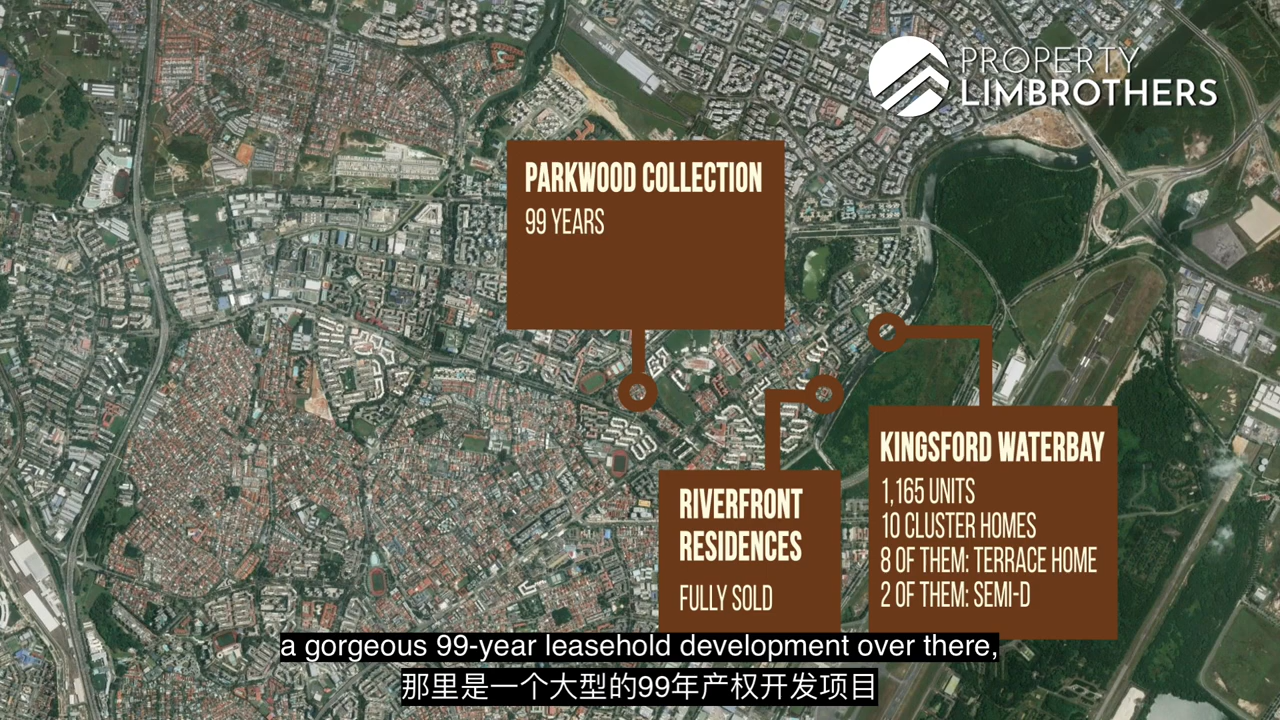 PROPERTY
LIMBROTHERS
PARKWOOD COLLECTION
99 YEARS
RIVERFRONT
RESIDENCES
FULLY SOLD
KINGSFORD WATERBAY
1,165 UNITS
10 CLUSTER HOMES
8 OF THEM: TERRACE HOME
2 OF THEM: SEMI-D
a gorgeous 99-year leasehold development over there,
那里是一个大型的99年产权开发项目